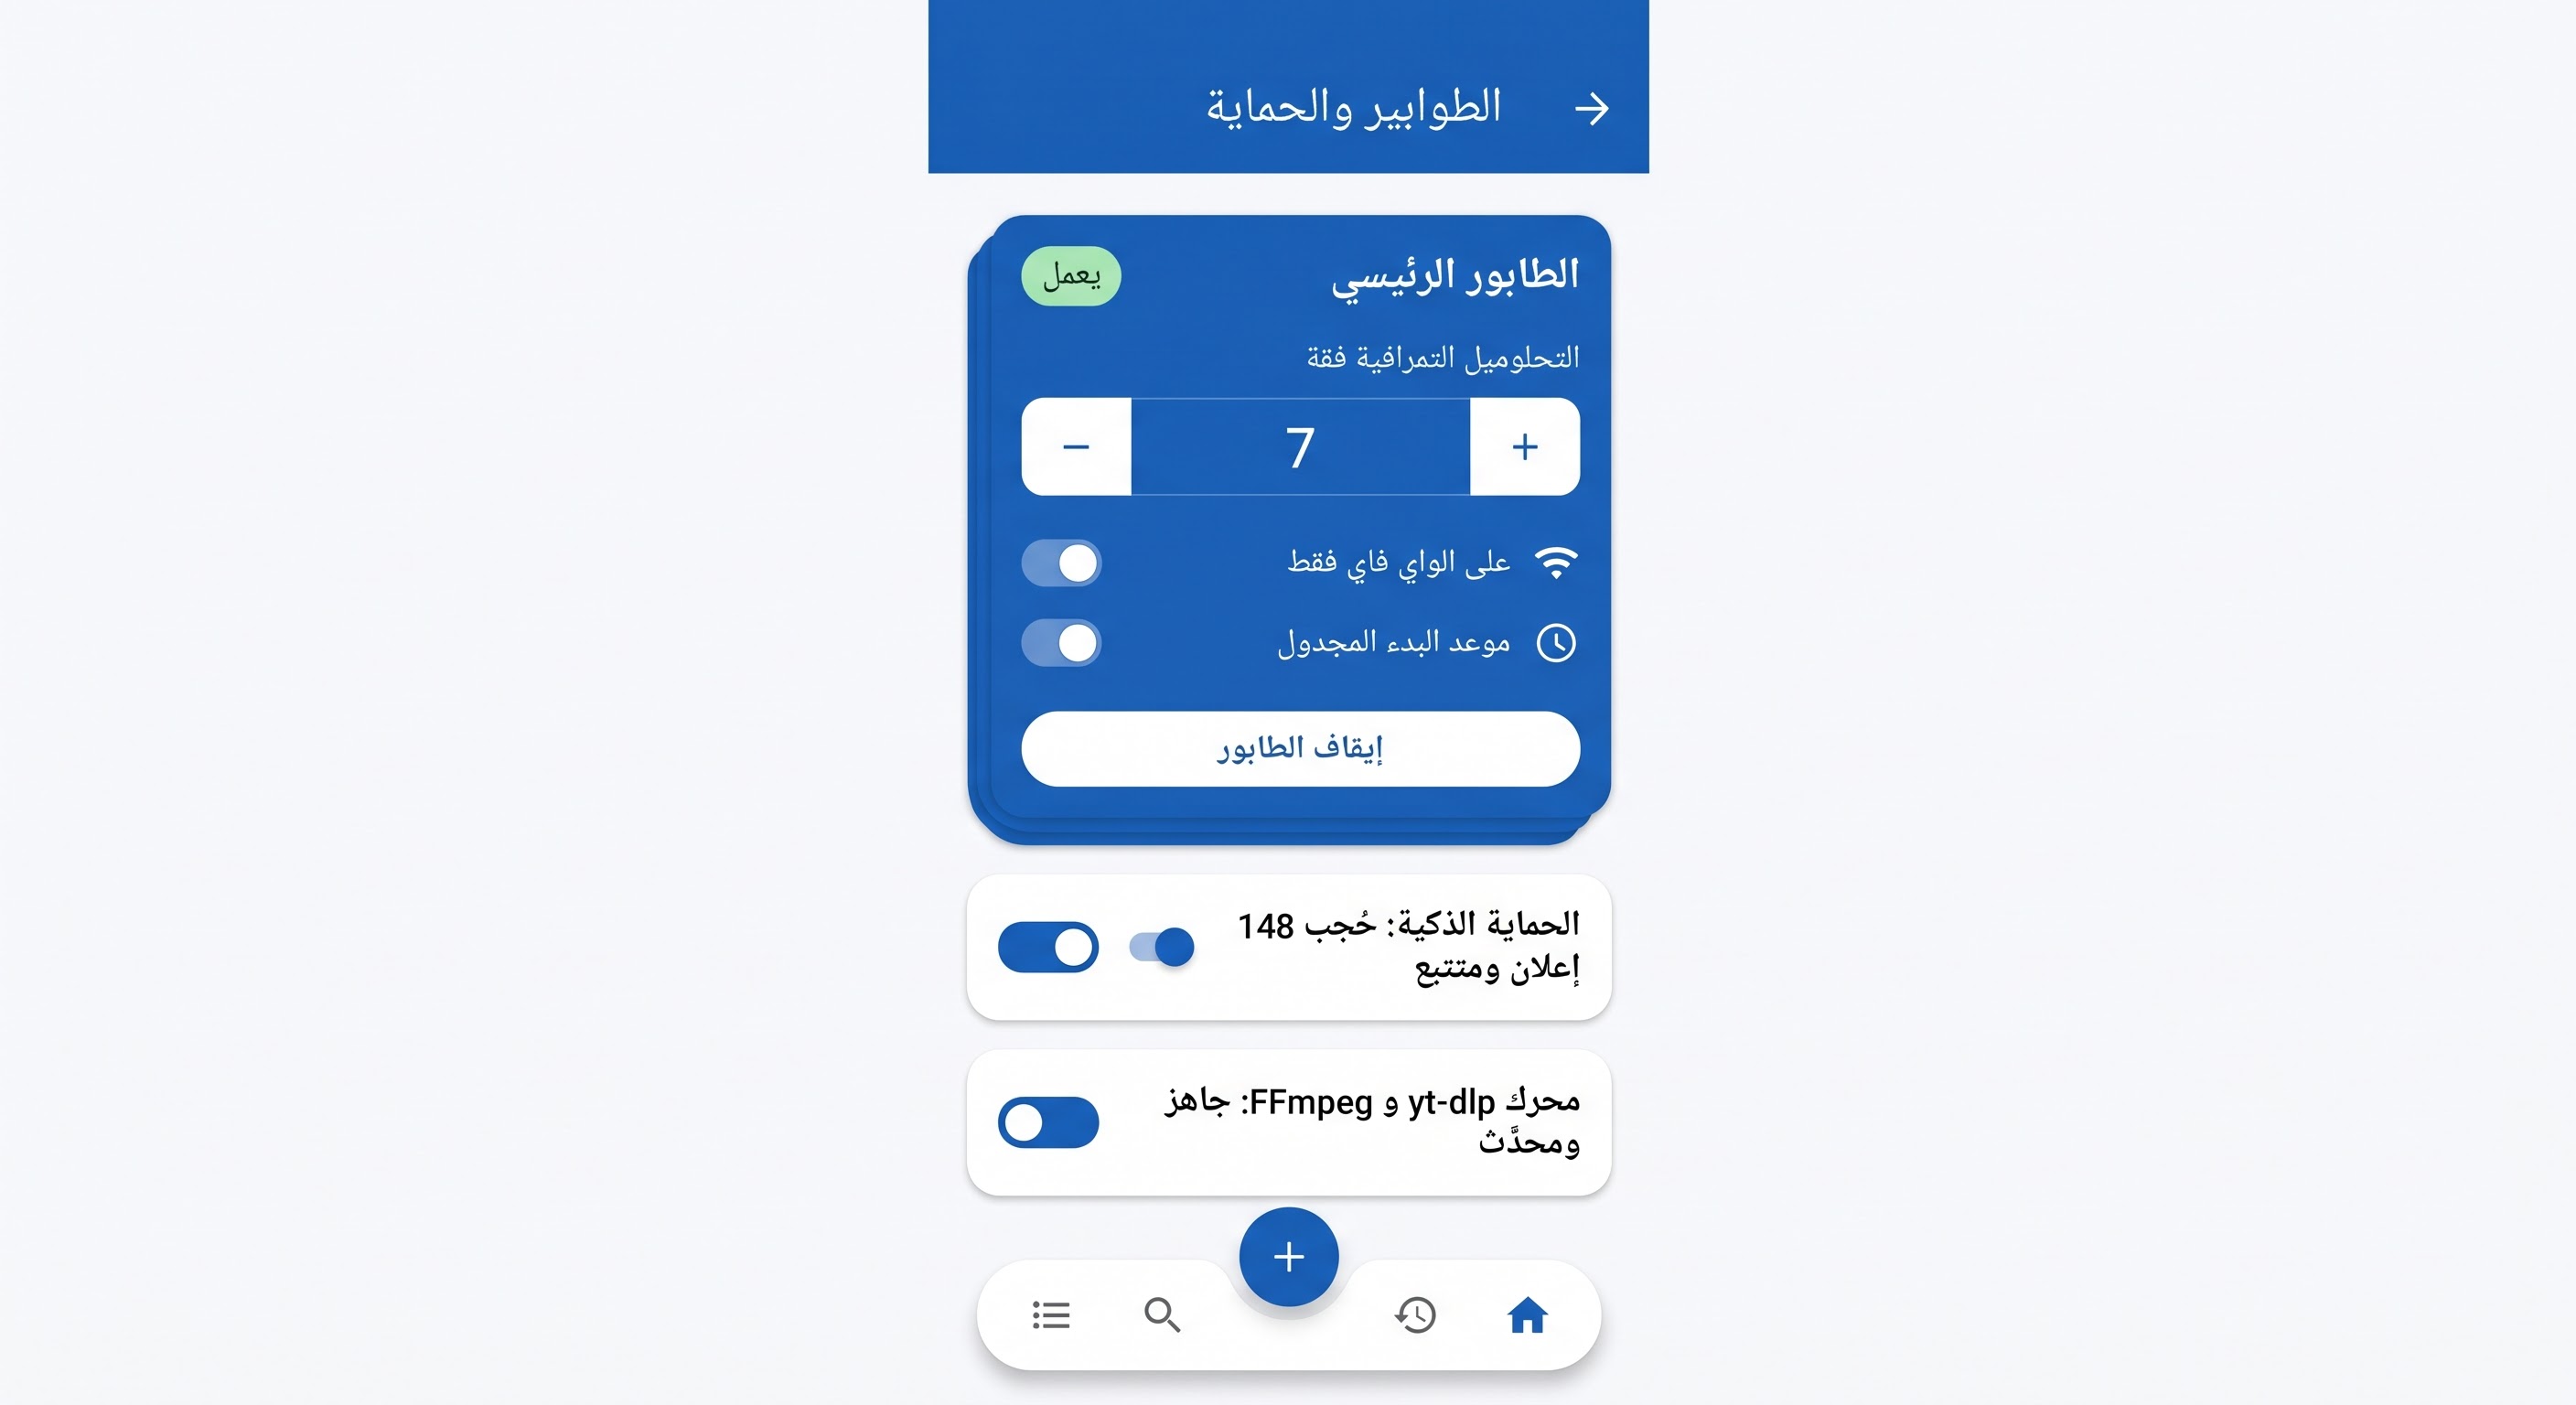 الطوابير والحماية
الطابور الرئيسي
يعمل
التحلوميل التمرافية فقة
+ 7 −
على الواي فاي فقط
موعد البدء المجدول
إيقاف الطابور
الحماية الذكية: حُجب 148
إعلان ومتتبع
محرك yt-dlp و FFmpeg: جاهز
ومحدَّث
+